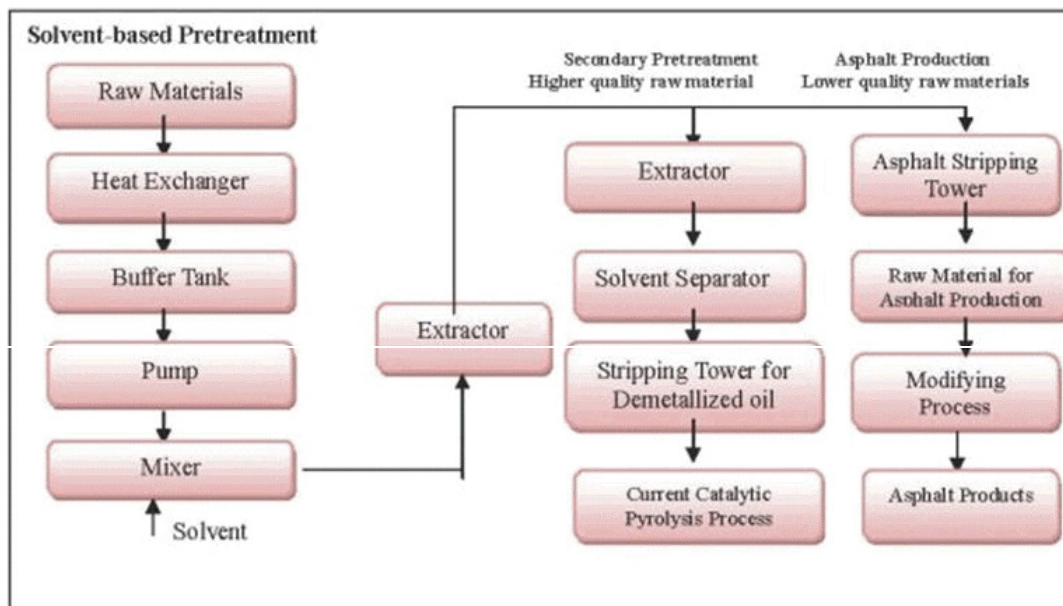 Solvent-based Pretreatment
Raw Materials
Heat Exchanger
Buffer Tank
Pump
Mixer
Solvent
Extractor
Secondary Pretreatment
Higher quality raw material
Extractor
Solvent Separator
Stripping Tower for
Demetallized oil
Current Catalytic
Pyrolysis Process
Asphalt Production
Lower quality raw materials
Asphalt Stripping
Tower
Raw Material for
Asphalt Production
Modifying
Process
Asphalt Products